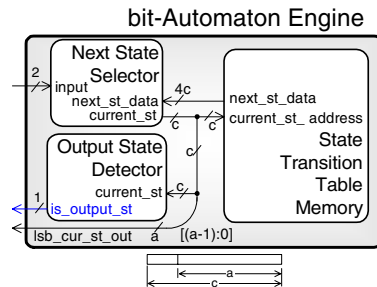 bit-Automaton Engine
Next State
Selector
2
input
next_st_data
current_st
4c
c
c
next_st_data
current_st_ address
State
Transition
Table
Memory
c
Output State
Detector
current_st
c
1
is_output_st
lsb_cur_st_out
a
[(a-1):0]
a
c